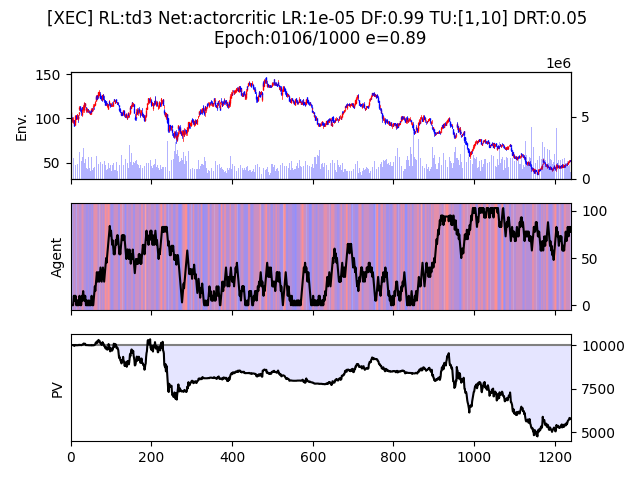 [XEC] RL:td3 Net:actorcritic LR:1e-05 DF:0.99 TU:[1,10] DRT:0.05
Epoch:0106/1000 e=0.89
1e6
150
100
50
Env.
5
0
Agent
100
50
0
PV
10000
7500
5000
0 200 400 600 800 1000 1200